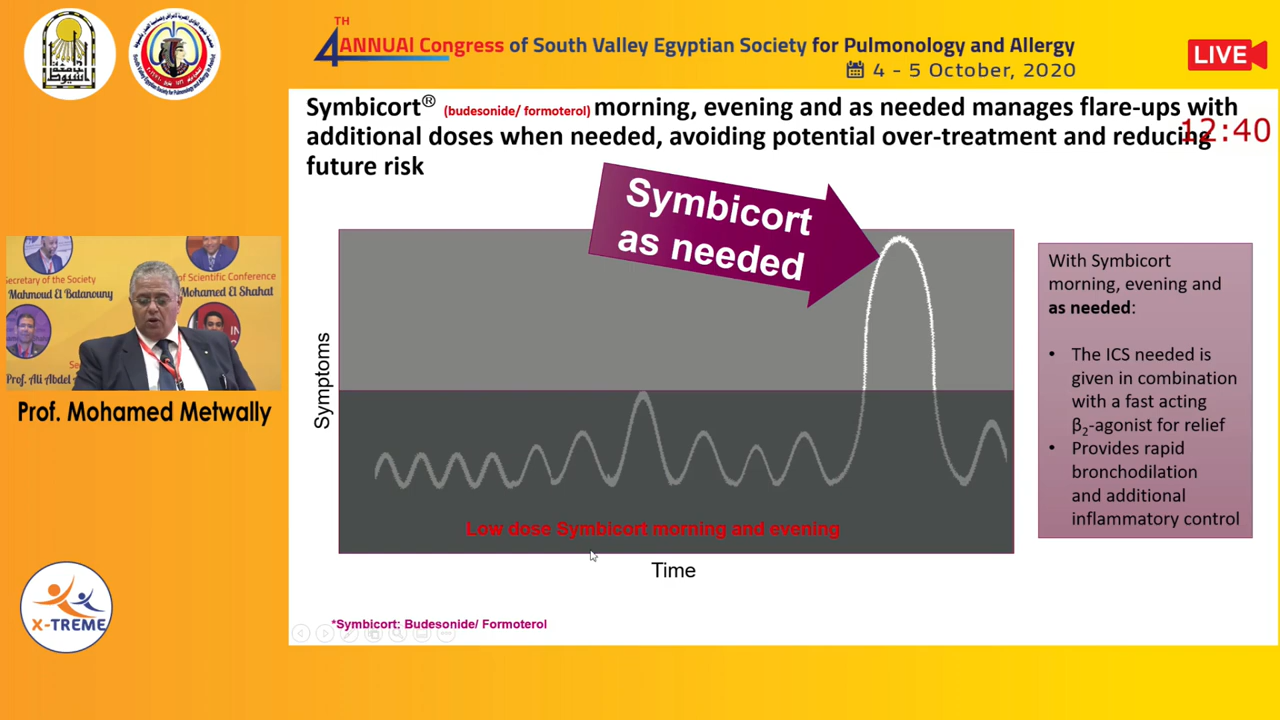 4TH ANNUAl Congress of South Valley Egyptian Society for Pulmonology and Allergy
4 - 5 October, 2020
LIVE
Symbicort® (budesonide/ formoterol) morning, evening and as needed manages flare-ups with
additional doses when needed, avoiding potential over-treatment and reducing
future risk
12:40
Symbicort
as needed
Symptoms
Low dose Symbicort morning and evening
Time
With Symbicort
morning, evening and
as needed:
• The ICS needed is
given in combination
with a fast acting
β2-agonist for relief
• Provides rapid
bronchodilation
and additional
inflammatory control
*Symbicort: Budesonide/ Formoterol
Secretary of the Society
Mahmoud El Batanouny
of Scientific Conference
Mohamed El Shahat
Prof. Ali Abdel
Prof. Mohamed Metwally
X-TREME